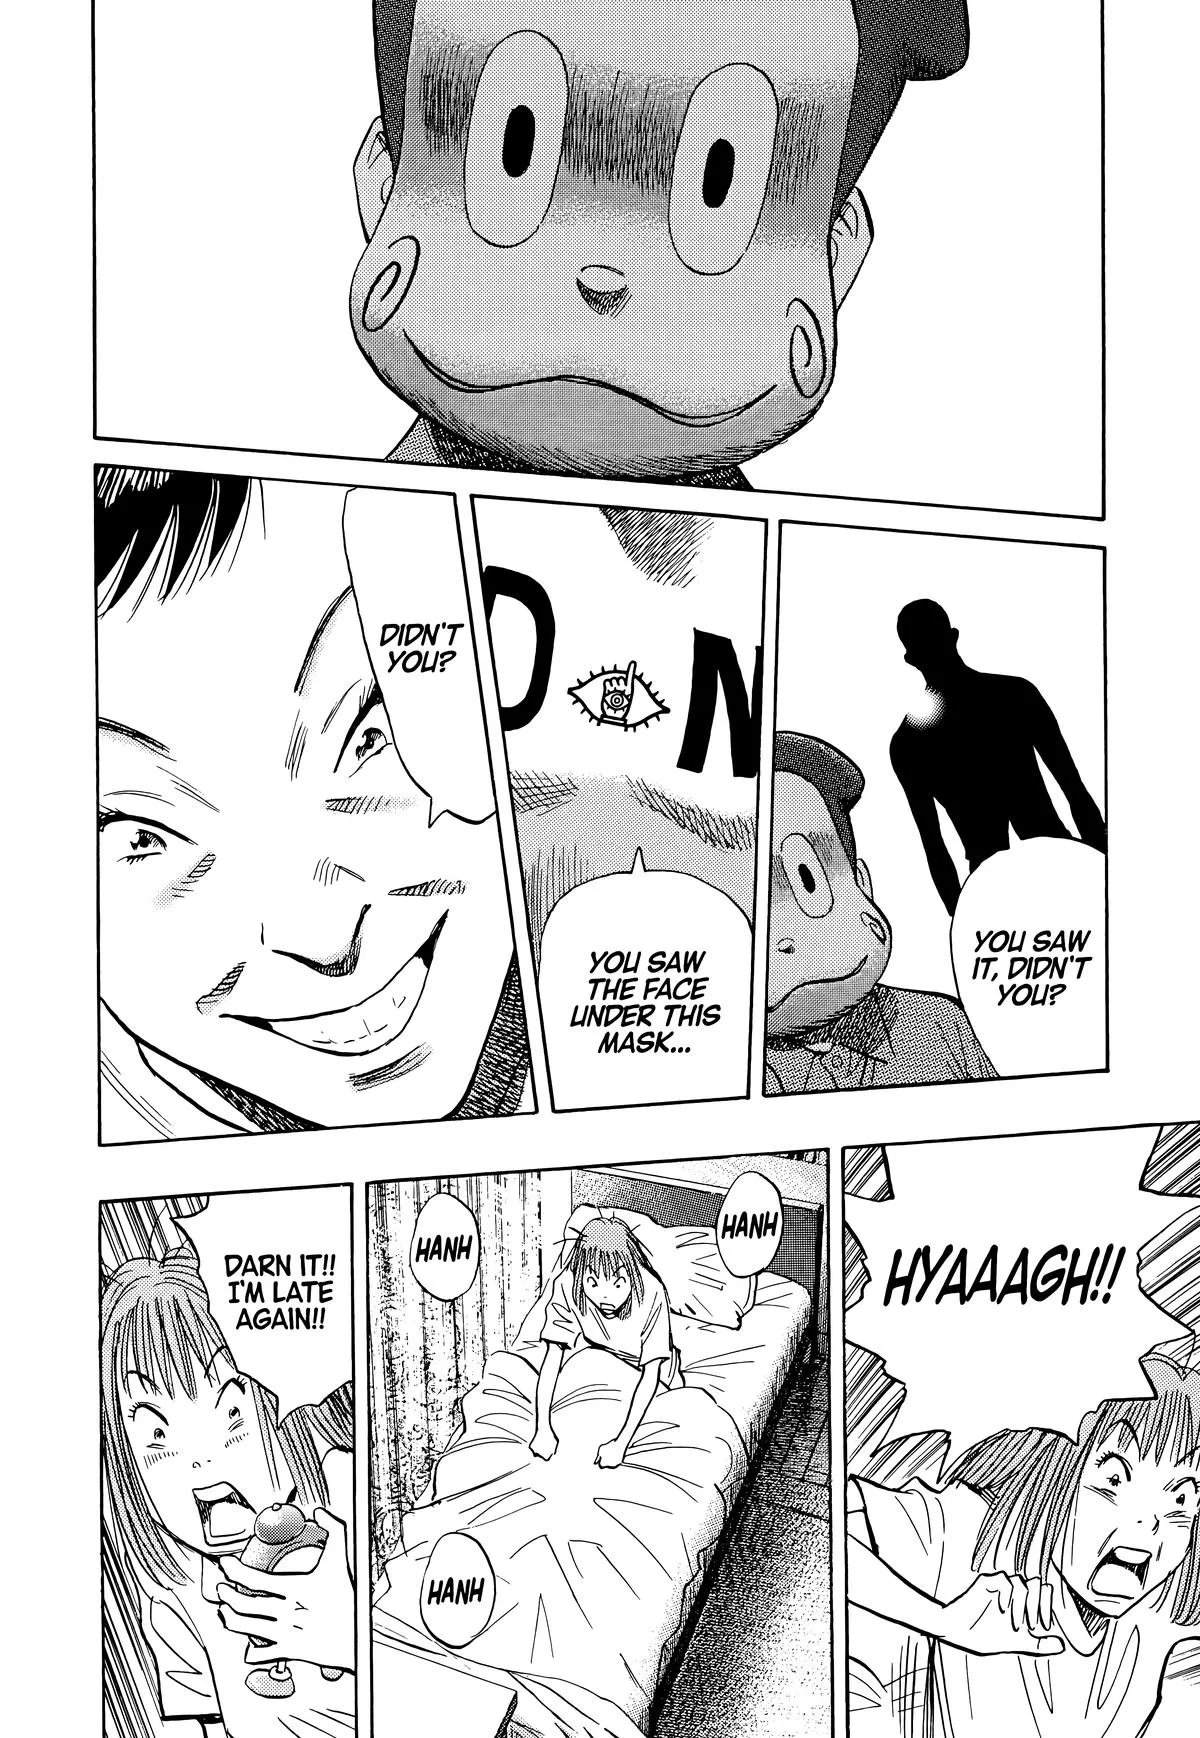 YOU SAW
IT, DIDN'T
YOU?
D N
YOU SAW
THE FACE
UNDER THIS
MASK...
DIDN'T
YOU?
HYAAAGH!!
HANH
HANH
HANH
DARN IT!!
I'M LATE
AGAIN!!